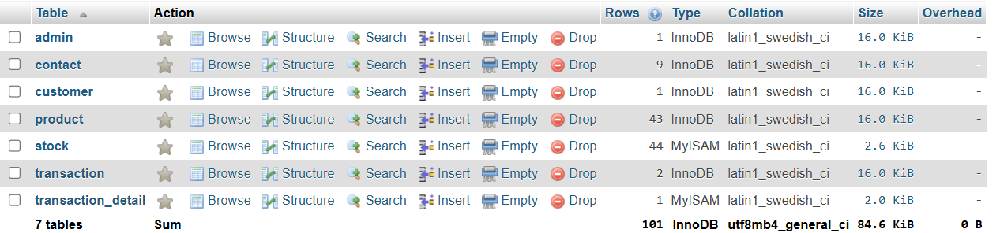 Table Action Rows Type Collation Size Overhead
admin Browse Structure Search Insert Empty Drop 1 InnoDB latin1_swedish_ci 16.0 KiB -
contact Browse Structure Search Insert Empty Drop 9 InnoDB latin1_swedish_ci 16.0 KiB -
customer Browse Structure Search Insert Empty Drop 1 InnoDB latin1_swedish_ci 16.0 KiB -
product Browse Structure Search Insert Empty Drop 43 InnoDB latin1_swedish_ci 16.0 KiB -
stock Browse Structure Search Insert Empty Drop 44 MyISAM latin1_swedish_ci 2.6 KiB -
transaction Browse Structure Search Insert Empty Drop 2 InnoDB latin1_swedish_ci 16.0 KiB -
transaction_detail Browse Structure Search Insert Empty Drop 1 MyISAM latin1_swedish_ci 2.0 KiB -
7 tables Sum 101 InnoDB utf8mb4_general_ci 84.6 KiB 0 B